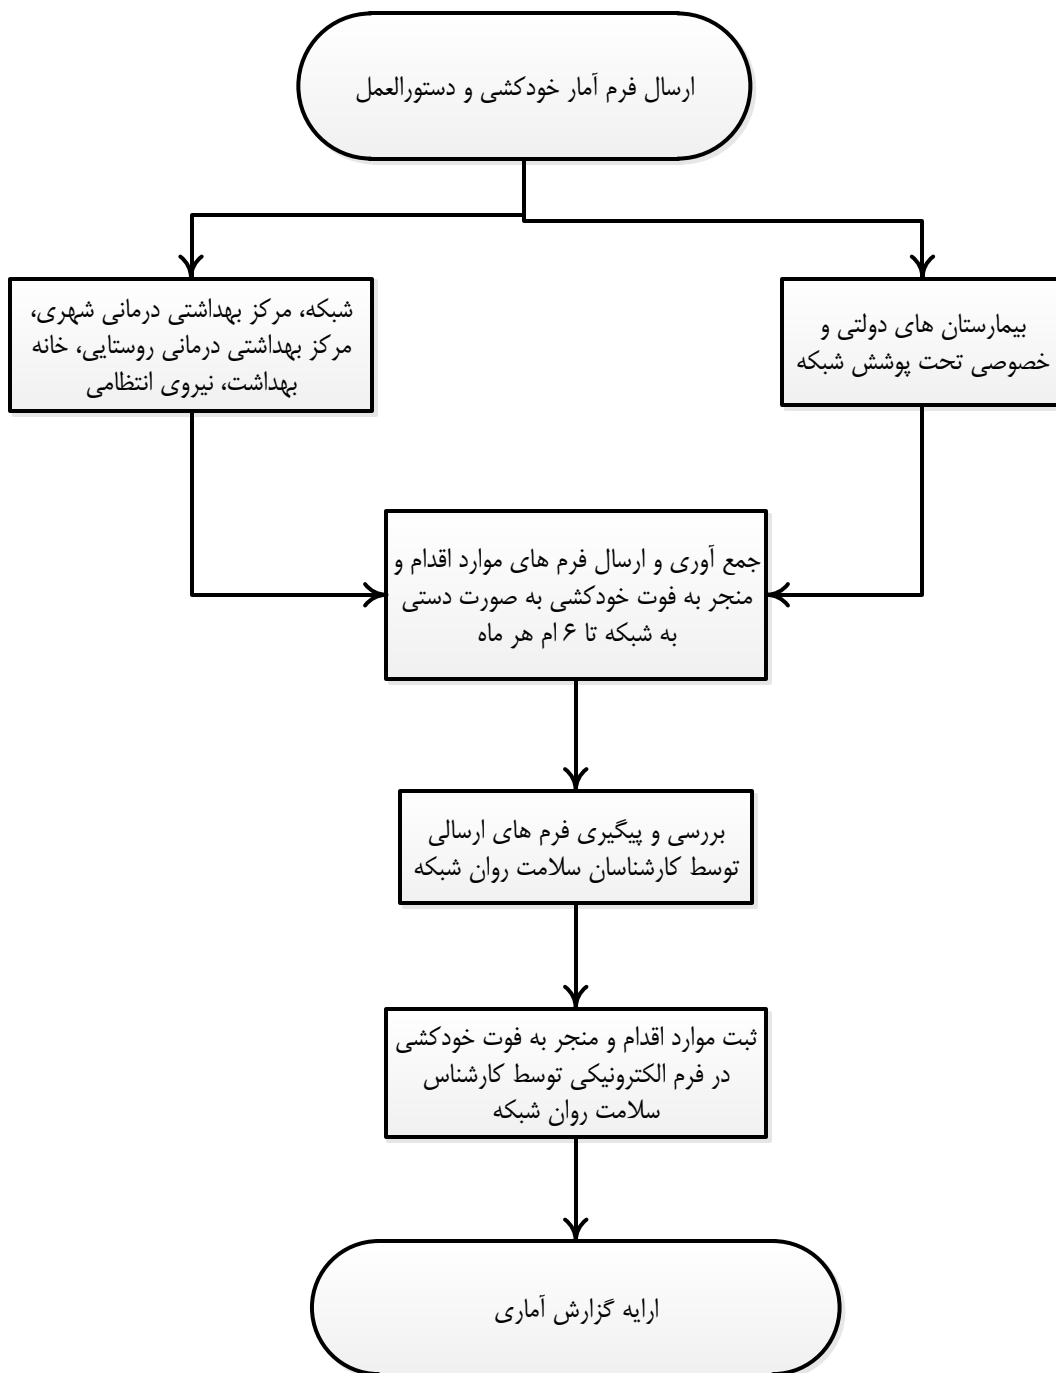 ارسال فرم آمار خودکشی و دستورالعمل
بیمارستان های دولتی و
خصوصی تحت پوشش شبکه
شبکه، مرکز بهداشتی درمانی شهری،
مرکز بهداشتی درمانی روستایی، خانه
بهداشت، نیروی انتظامی
جمع آوری و ارسال فرم های موارد اقدام و
منجر به فوت خودکشی به صورت دستی
به شبکه تا ۶ ام هر ماه
بررسی و پیگیری فرم های ارسالی
توسط کارشناسان سلامت روان شبکه
ثبت موارد اقدام و منجر به فوت خودکشی
در فرم الکترونیکی توسط کارشناس
سلامت روان شبکه
ارایه گزارش آماری